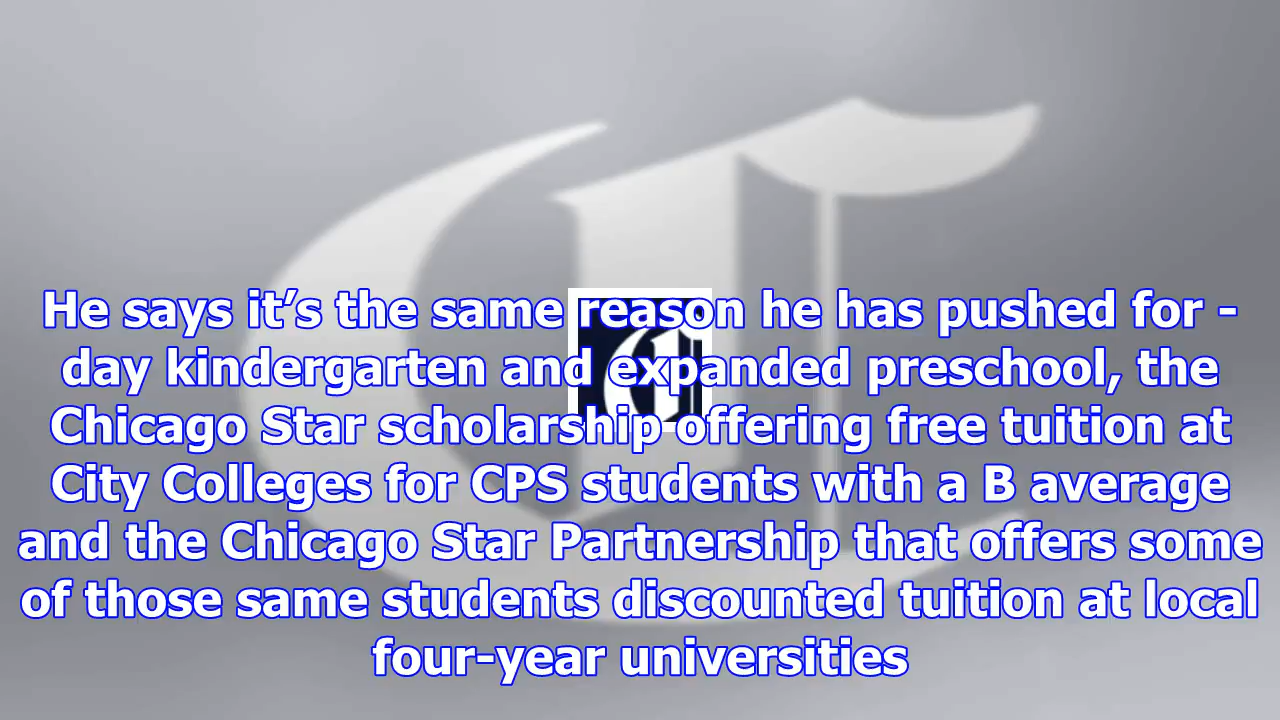 He says it’s the same reason he has pushed for -
day kindergarten and expanded preschool, the
Chicago Star scholarship offering free tuition at
City Colleges for CPS students with a B average
and the Chicago Star Partnership that offers some
of those same students discounted tuition at local
four-year universities